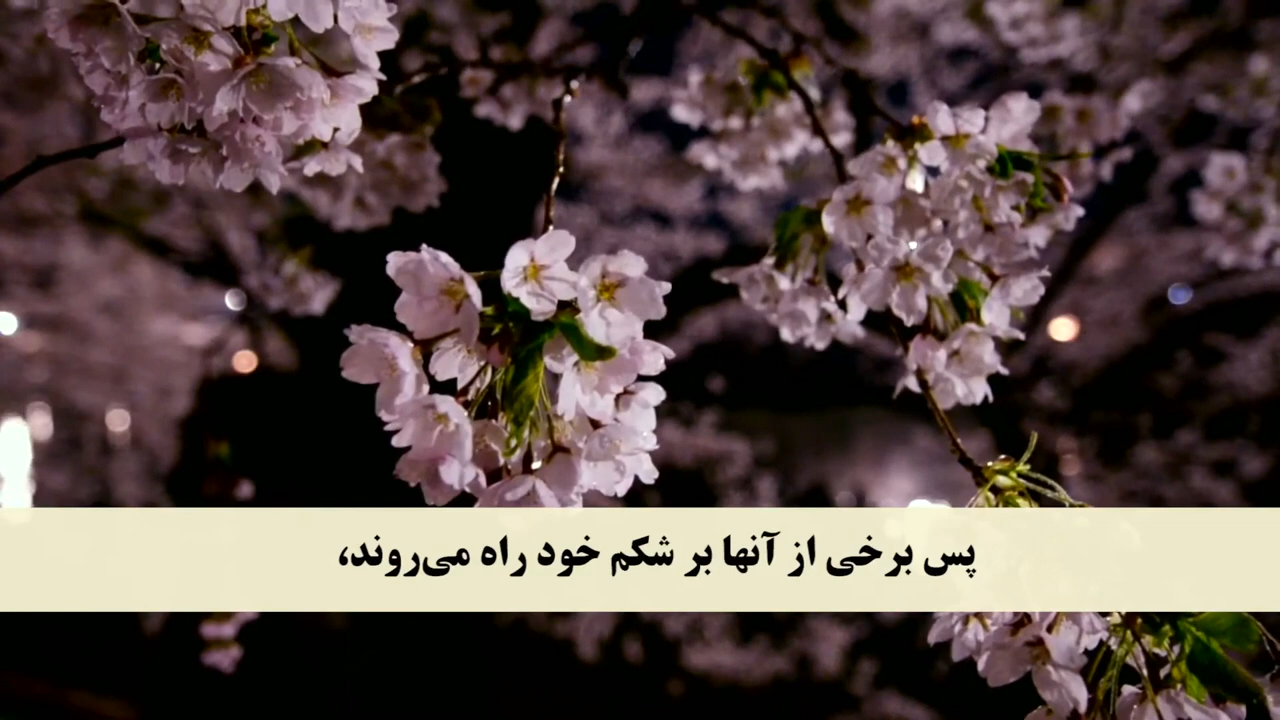 پس برخی از آنها بر شکم خود راه می‌روند،